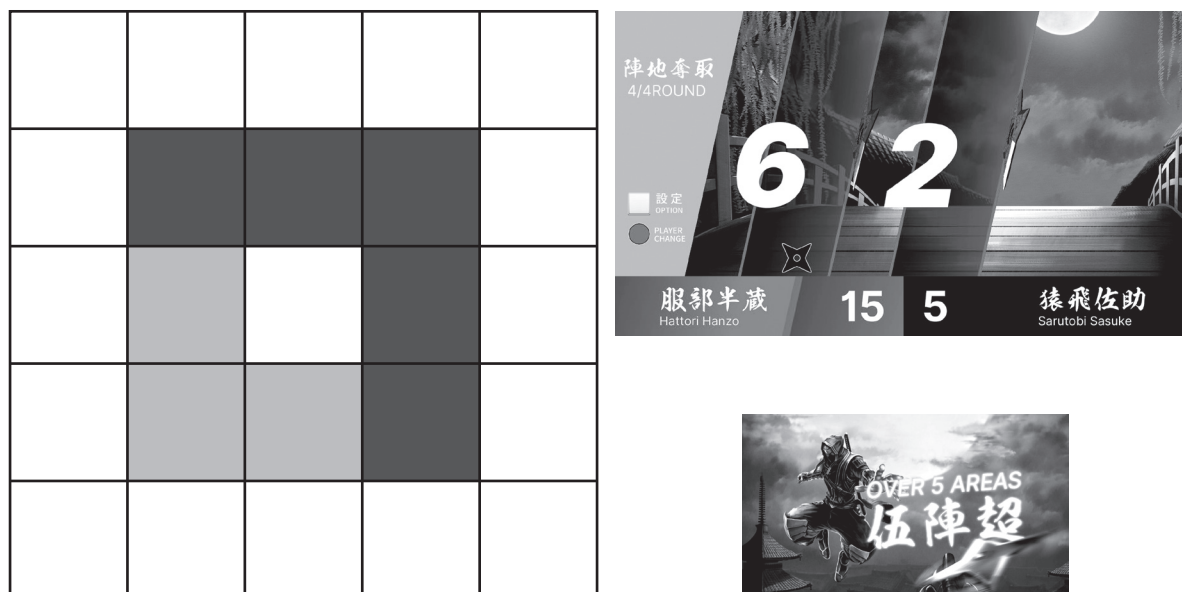 陣地奪取
4/4ROUND
6 2
設定
OPTION
PLAYER
CHANGE
服部半蔵
Hattori Hanzo
15 5
猿飛佐助
Sarutobi Sasuke
OVER 5 AREAS
伍陣超